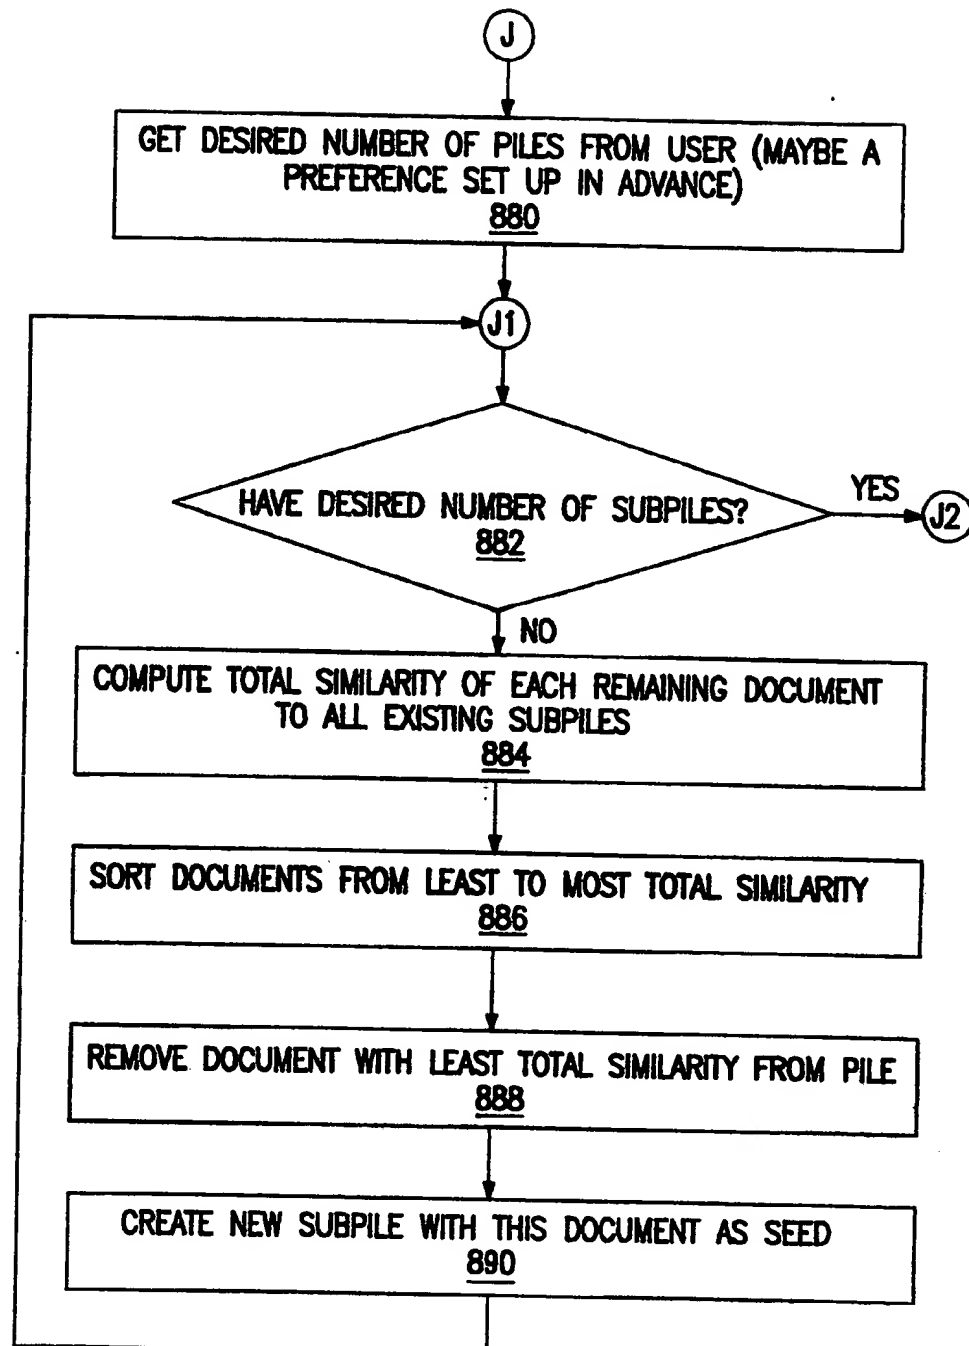 J
GET DESIRED NUMBER OF PILES FROM USER (MAYBE A
PREFERENCE SET UP IN ADVANCE)
880
J1
HAVE DESIRED NUMBER OF SUBPILES?
882
YES
J2
NO
COMPUTE TOTAL SIMILARITY OF EACH REMAINING DOCUMENT
TO ALL EXISTING SUBPILES
884
SORT DOCUMENTS FROM LEAST TO MOST TOTAL SIMILARITY
886
REMOVE DOCUMENT WITH LEAST TOTAL SIMILARITY FROM PILE
888
CREATE NEW SUBPILE WITH THIS DOCUMENT AS SEED
890